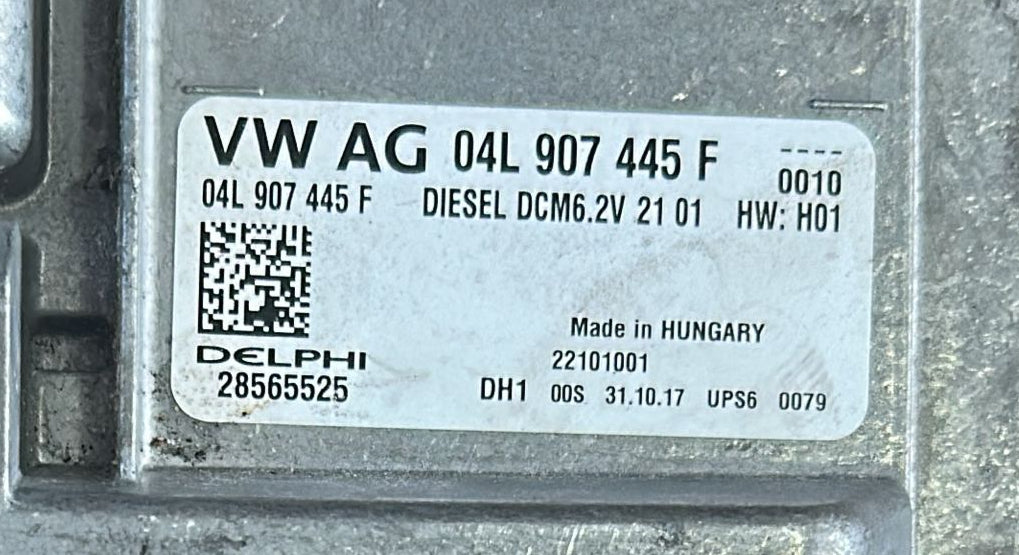 VW AG 04L 907 445 F ----
0010
04L 907 445 F DIESEL DCM6.2V 21 01 HW: H01
Made in HUNGARY
DELPHI 22101001
28565525 DH1 00S 31.10.17 UPS6 0079